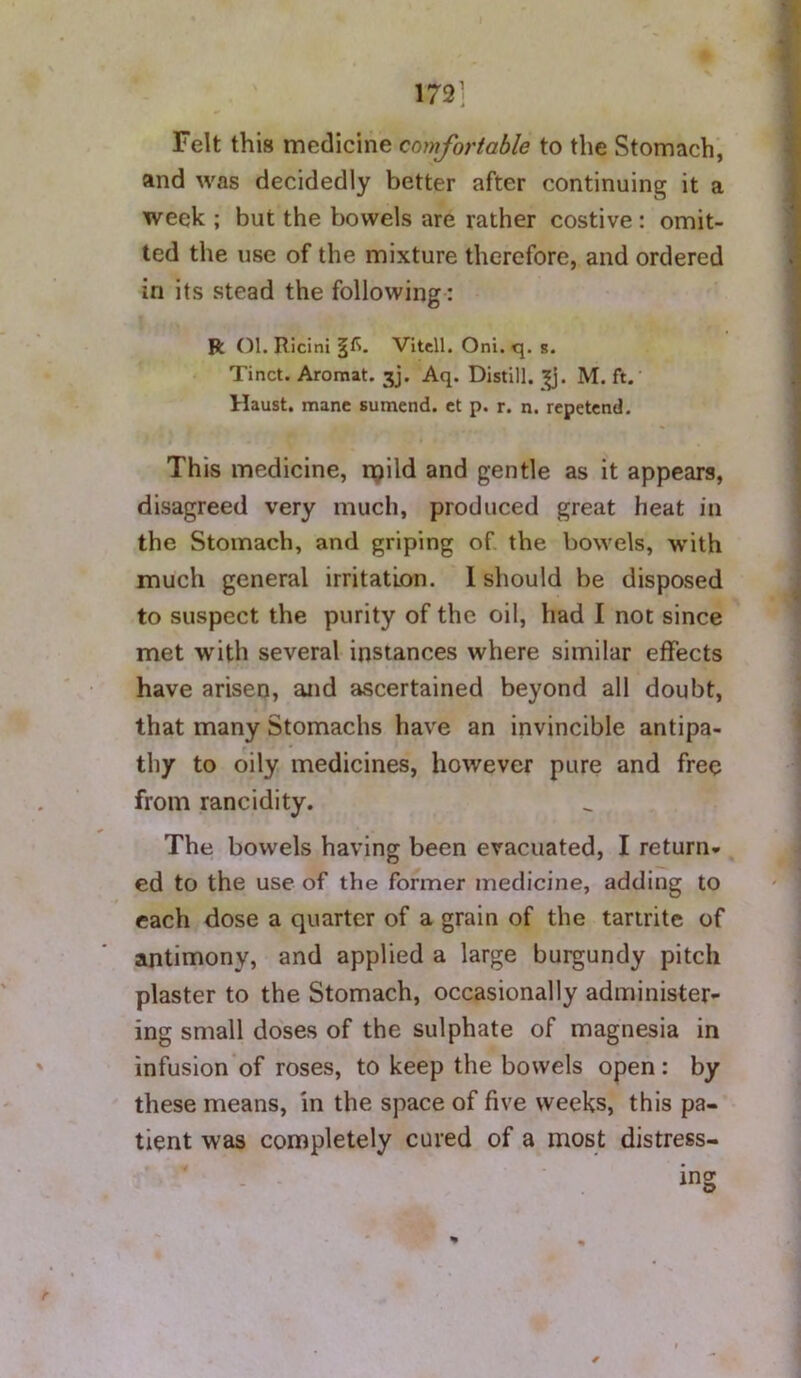 172]
Felt this medicine comfortable to the Stomach,
and was decidedly better after continuing it a
week ; but the bowels are rather costive : omit-
ted the use of the mixture therefore, and ordered
in its stead the following :
℞ Ol. Ricini ℥ß. Vitell. Oni. q. s.
Tinct. Aromat. ʒj. Aq. Distill. ℥j. M. ft.
Haust. mane sumend. et p. r. n. repetend.
This medicine, mild and gentle as it appears,
disagreed very much, produced great heat in
the Stomach, and griping of the bowels, with
much general irritation. I should be disposed
to suspect the purity of the oil, had I not since
met with several instances where similar effects
have arisen, and ascertained beyond all doubt,
that many Stomachs have an invincible antipa-
thy to oily medicines, however pure and free
from rancidity.
The bowels having been evacuated, I return-
ed to the use of the former medicine, adding to
each dose a quarter of a grain of the tartrite of
antimony, and applied a large burgundy pitch
plaster to the Stomach, occasionally administer-
ing small doses of the sulphate of magnesia in
infusion of roses, to keep the bowels open : by
these means, in the space of five weeks, this pa-
tient was completely cured of a most distress-
ing